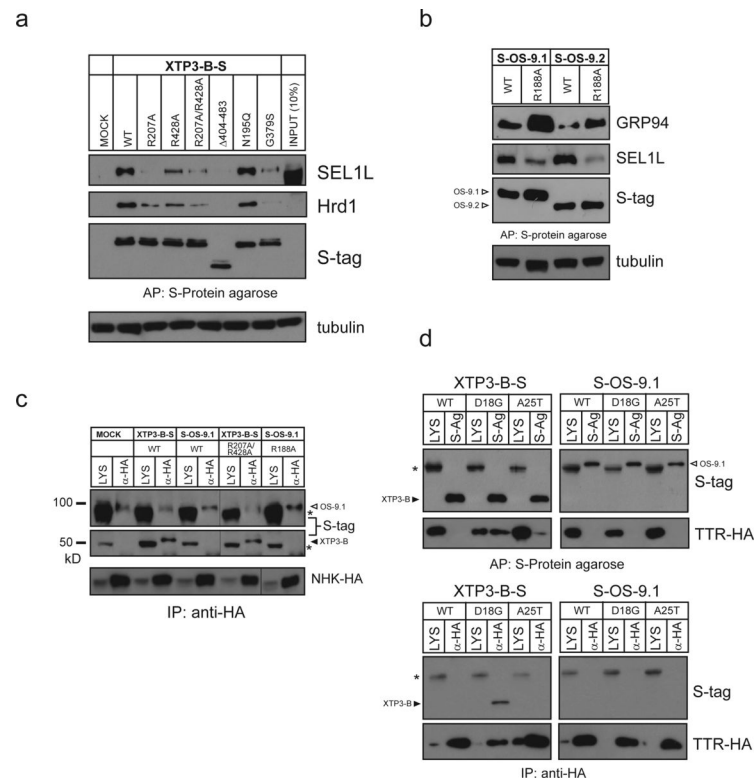 a
XTP3-B-S
MOCK
WT
R207A
R428A
R207A/R428A
Δ404-483
N195Q
G379S
INPUT (10%)
SEL1L
Hrd1
S-tag
AP: S-Protein agarose
tubulin
b
S-OS-9.1 S-OS-9.2
WT
R188A
WT
R188A
GRP94
SEL1L
OS-9.1
OS-9.2
S-tag
AP: S-protein agarose
tubulin
c
MOCK XTP3-B-S S-OS-9.1 XTP3-B-S S-OS-9.1
WT WT R207A/ R188A
R428A
LYS α-HA LYS α-HA LYS α-HA LYS α-HA LYS α-HA
100
OS-9.1
*
S-tag
50
XTP3-B
*
kD
NHK-HA
IP: anti-HA
d
XTP3-B-S S-OS-9.1
WT D18G A25T WT D18G A25T
LYS S-Ag LYS S-Ag LYS S-Ag LYS S-Ag LYS S-Ag LYS S-Ag
*
OS-9.1
S-tag
XTP3-B
TTR-HA
AP: S-Protein agarose
XTP3-B-S S-OS-9.1
WT D18G A25T WT D18G A25T
LYS α-HA LYS α-HA LYS α-HA LYS α-HA LYS α-HA LYS α-HA
*
S-tag
XTP3-B
TTR-HA
IP: anti-HA